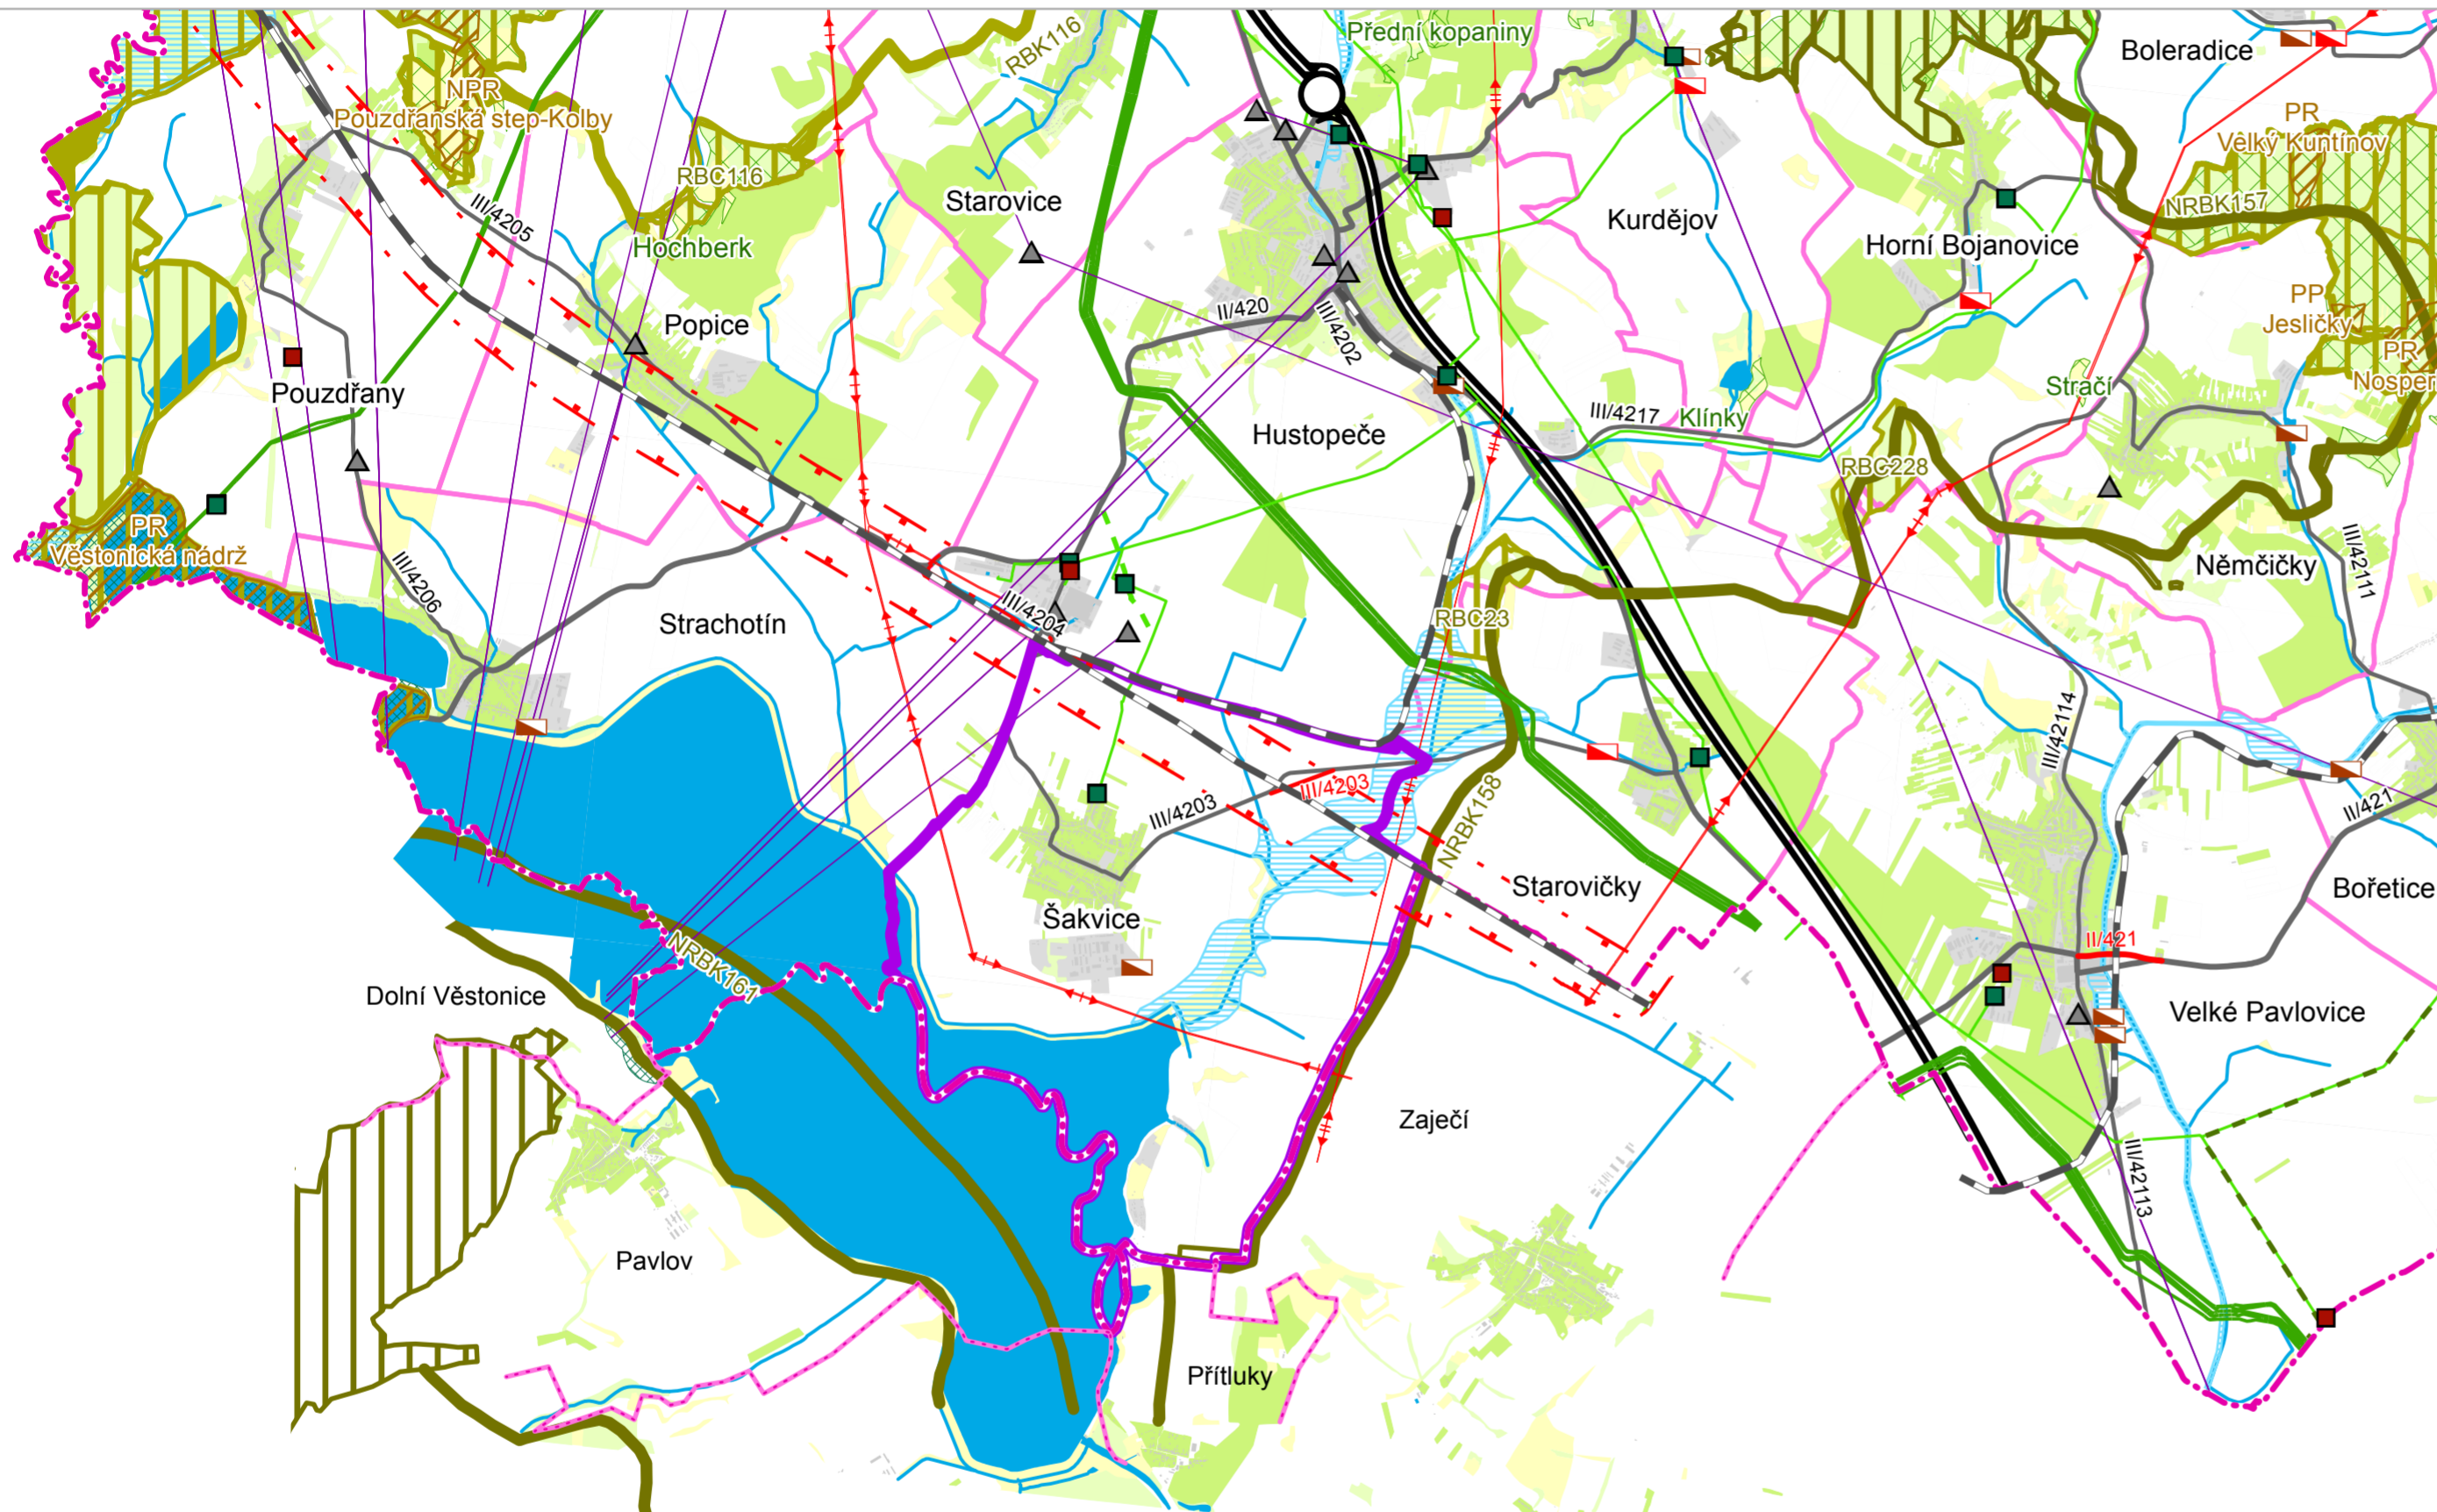 Přední kopaniny
RBK116
Boleradice
NPR
Pouzdřanská step-Kolby
PR
Velký Kuntínov
RBC116
III/4205
Starovice
Kurdějov
NRBK157
Hochberk
Horní Bojanovice
II/420
III/4202
Popice
PP
Jesličky
PR
Nosper
Pouzdřany
Stračí
Hustopeče
III/4217
Klínky
RBC228
PR
Věstonická nádrž
III/4206
III/42111
Němčičky
III/4204
Strachotín
RBC23
III/42114
III/4203
III/4203
NRBK158
II/421
Starovičky
Bořetice
Šakvice
NRBK161
II/421
Dolní Věstonice
Velké Pavlovice
Zaječí
III/42113
Pavlov
Přítluky